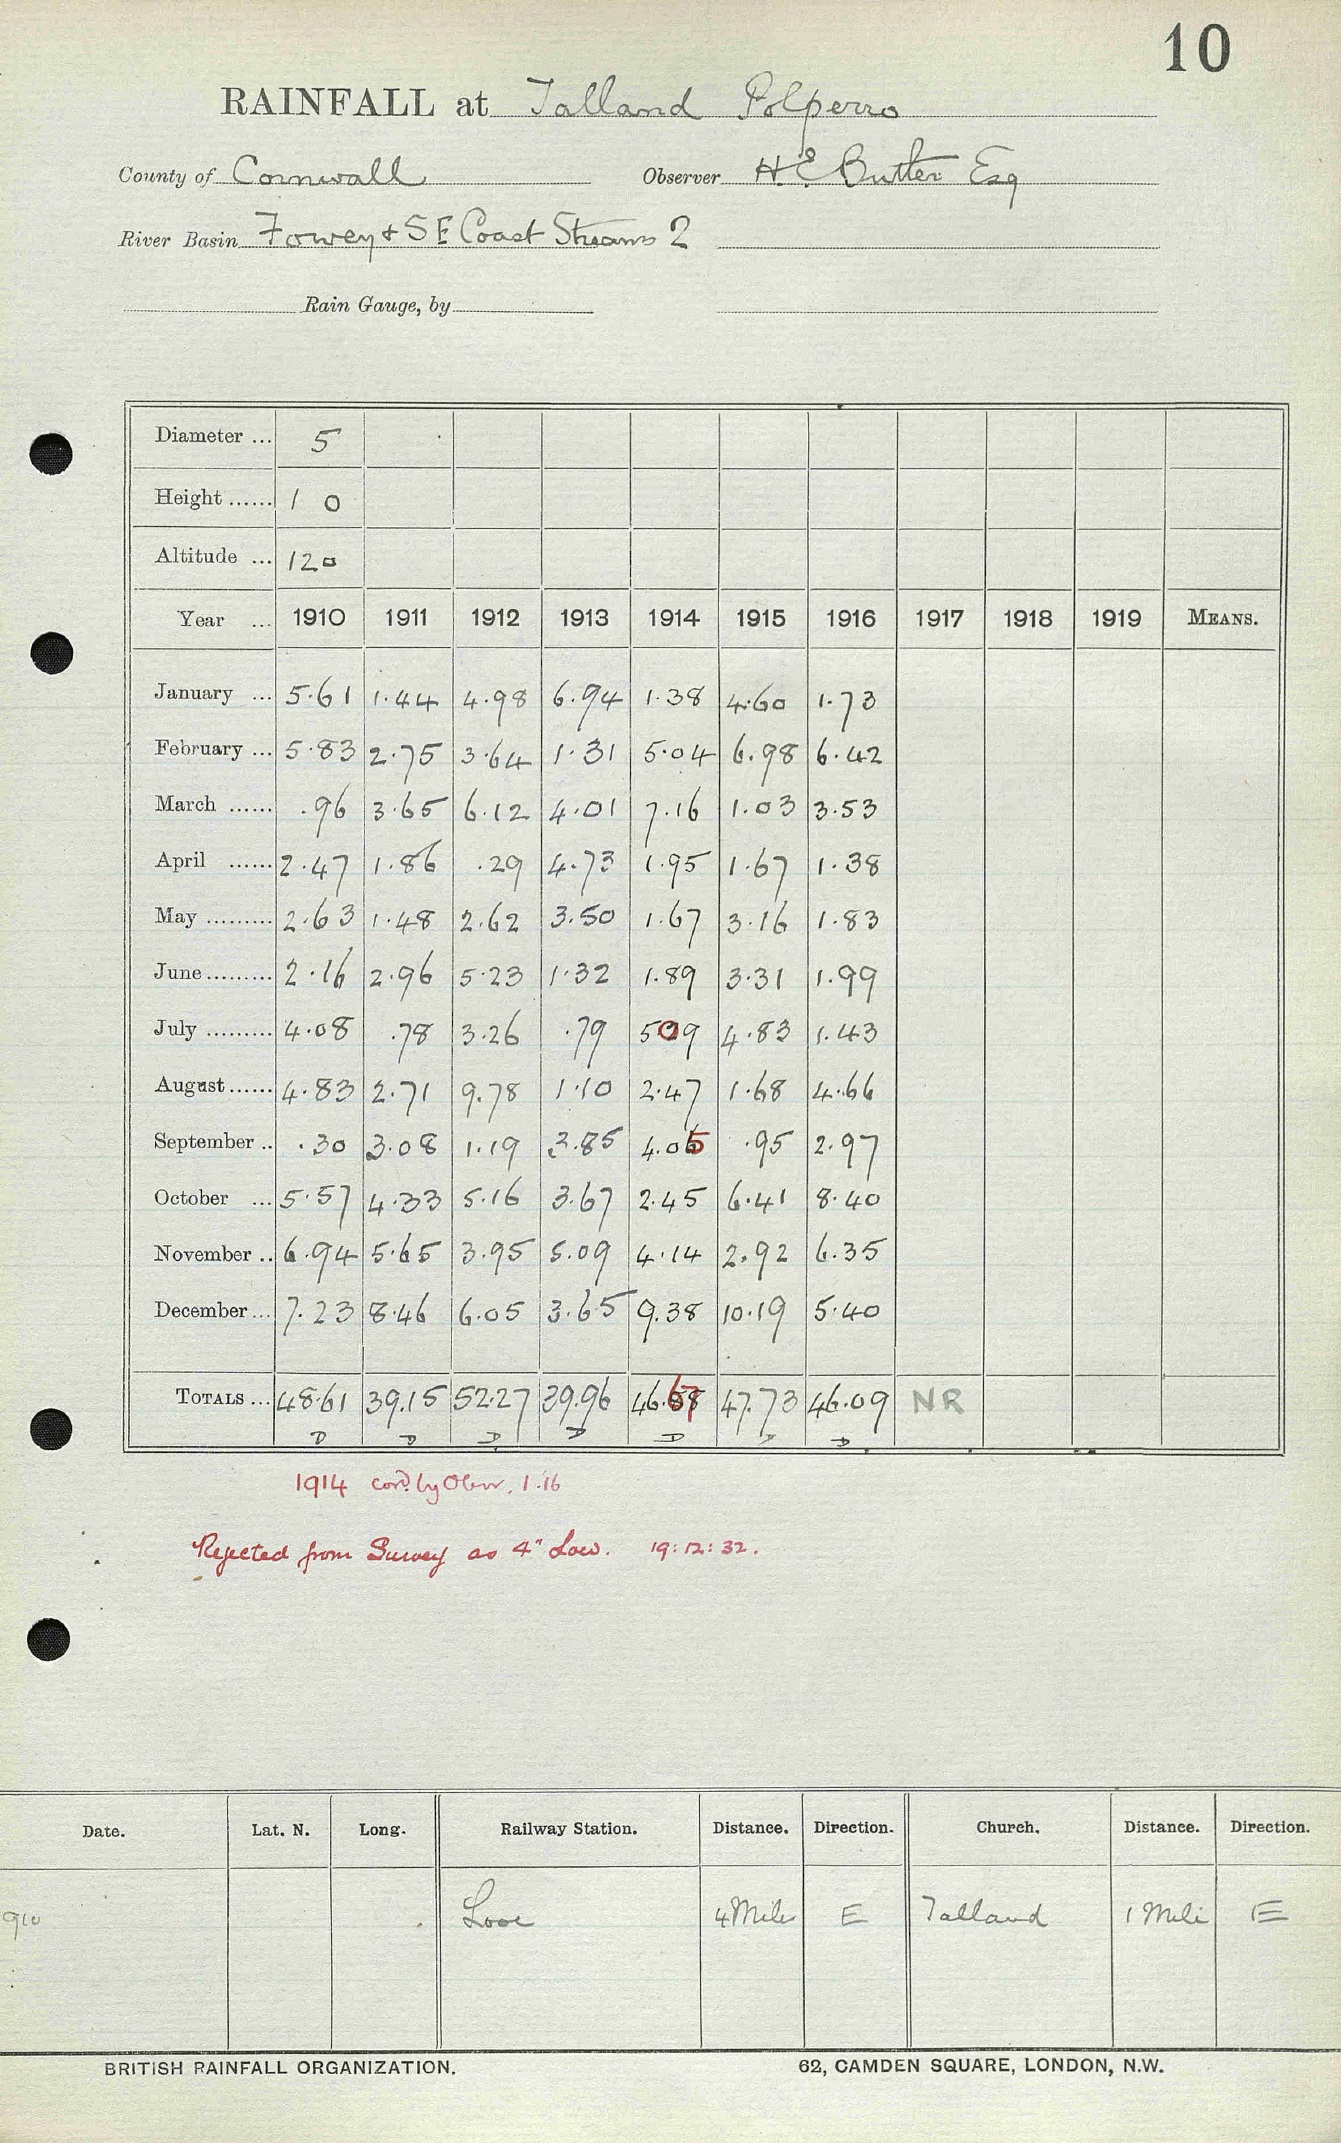 10
RAINFALL at Talland Polperro
County of Cornwall Observer H.E. Butter Esq
River Basin Fowey & SE Coast Streams 2
Rain Gauge, by
Diameter ... 5
Height ...... 1 0
Altitude ... 120
Year ... 1910 1911 1912 1913 1914 1915 1916 1917 1918 1919 MEANS.
January ... 5.61 1.44 4.98 6.94 1.38 4.60 1.73
February ... 5.83 2.75 3.64 1.31 5.04 6.98 6.42
March ...... .96 3.65 6.12 4.01 7.16 1.03 3.53
April ...... 2.47 1.86 .29 4.73 1.95 1.67 1.38
May ......... 2.63 1.48 2.62 3.50 1.67 3.16 1.83
June ......... 2.16 2.96 5.23 1.32 1.89 3.31 1.99
July ......... 4.08 .78 3.26 .79 5.09 4.83 1.43
August ...... 4.83 2.71 9.78 1.10 2.47 1.68 4.66
September .. .30 3.08 1.19 3.85 4.05 .95 2.97
October ... 5.57 4.33 5.16 3.67 2.45 6.41 8.40
November .. 6.94 5.65 3.95 5.09 4.14 2.92 6.35
December ... 7.23 8.46 6.05 3.65 9.38 10.19 5.40
TOTALS ... 48.61 39.15 52.27 39.96 46.67 47.73 46.09 NR
D D D D D D D
1914 cord. by Obsr. 1.16
Rejected from Survey as 4" Low. 19:12:32.
Date. Lat. N. Long. Railway Station. Distance. Direction. Church. Distance. Direction.
910 Looe 4 Miles E Talland 1 Mile E
BRITISH RAINFALL ORGANIZATION. 62, CAMDEN SQUARE, LONDON, N.W.